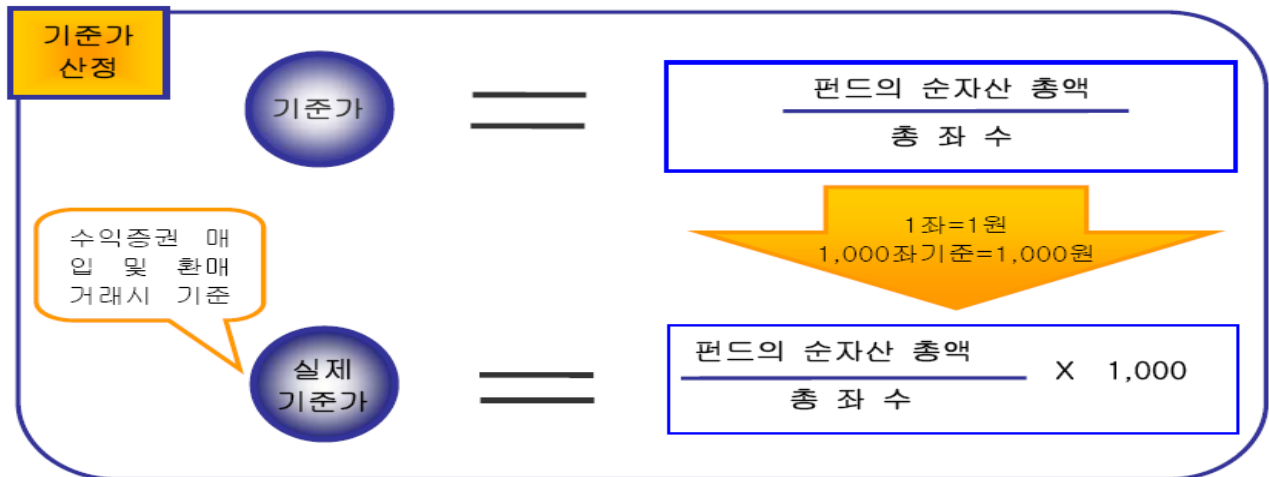 기준가
산정
기준가
펀드의 순자산 총액
총 좌 수
1좌=1원
1,000좌기준=1,000원
수익증권 매
입 및 환매
거래시 기준
실제
기준가
펀드의 순자산 총액
총 좌 수
X 1,000